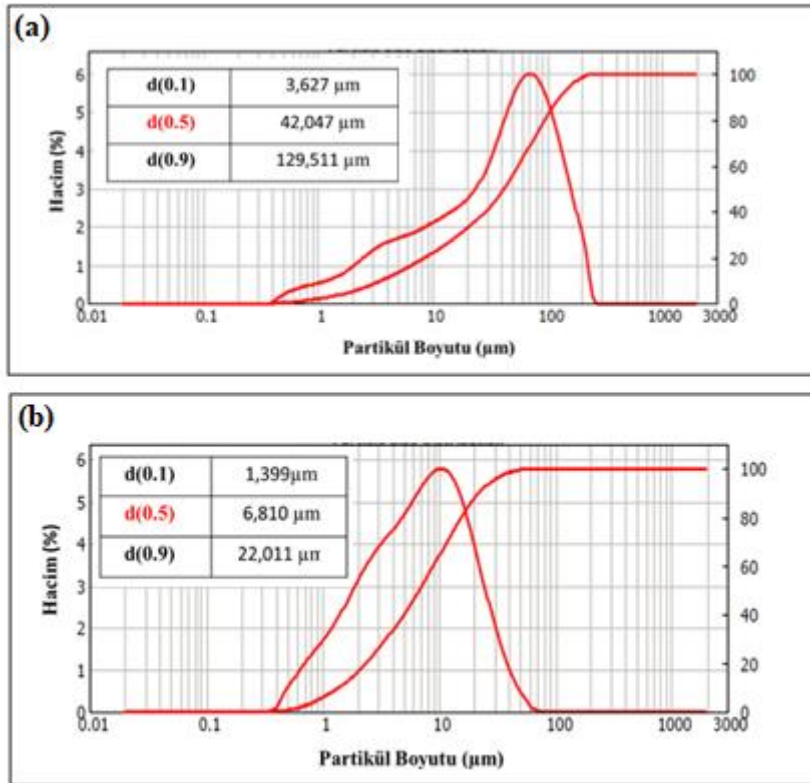 (a)
d(0.1) 3,627 µm
d(0.5) 42,047 µm
d(0.9) 129,511 µm
Hacim (%)
6
5
4
3
2
1
0
100
80
60
40
20
0
0.01 0.1 1 10 100 1000 3000
Partikül Boyutu (µm)
(b)
d(0.1) 1,399µm
d(0.5) 6,810 µm
d(0.9) 22,011 µm
Hacim (%)
6
5
4
3
2
1
0
100
80
60
40
20
0
0.01 0.1 1 10 100 1000 3000
Partikül Boyutu (µm)